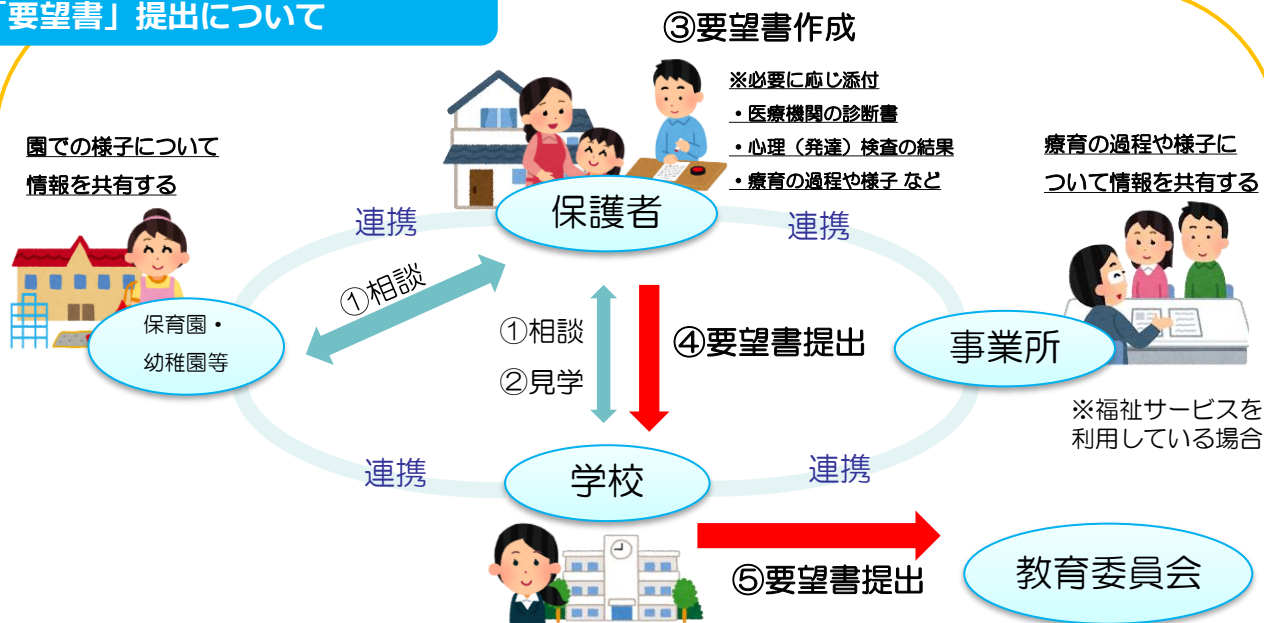 「要望書」提出について
③要望書作成
※必要に応じ添付
・医療機関の診断書
・心理（発達）検査の結果
・療育の過程や様子 など
園での様子について
情報を共有する
療育の過程や様子に
ついて情報を共有する
連携
保護者
連携
①相談
保育園・
幼稚園等
①相談
②見学
④要望書提出
事業所
※福祉サービスを
利用している場合
連携
学校
連携
⑤要望書提出
教育委員会